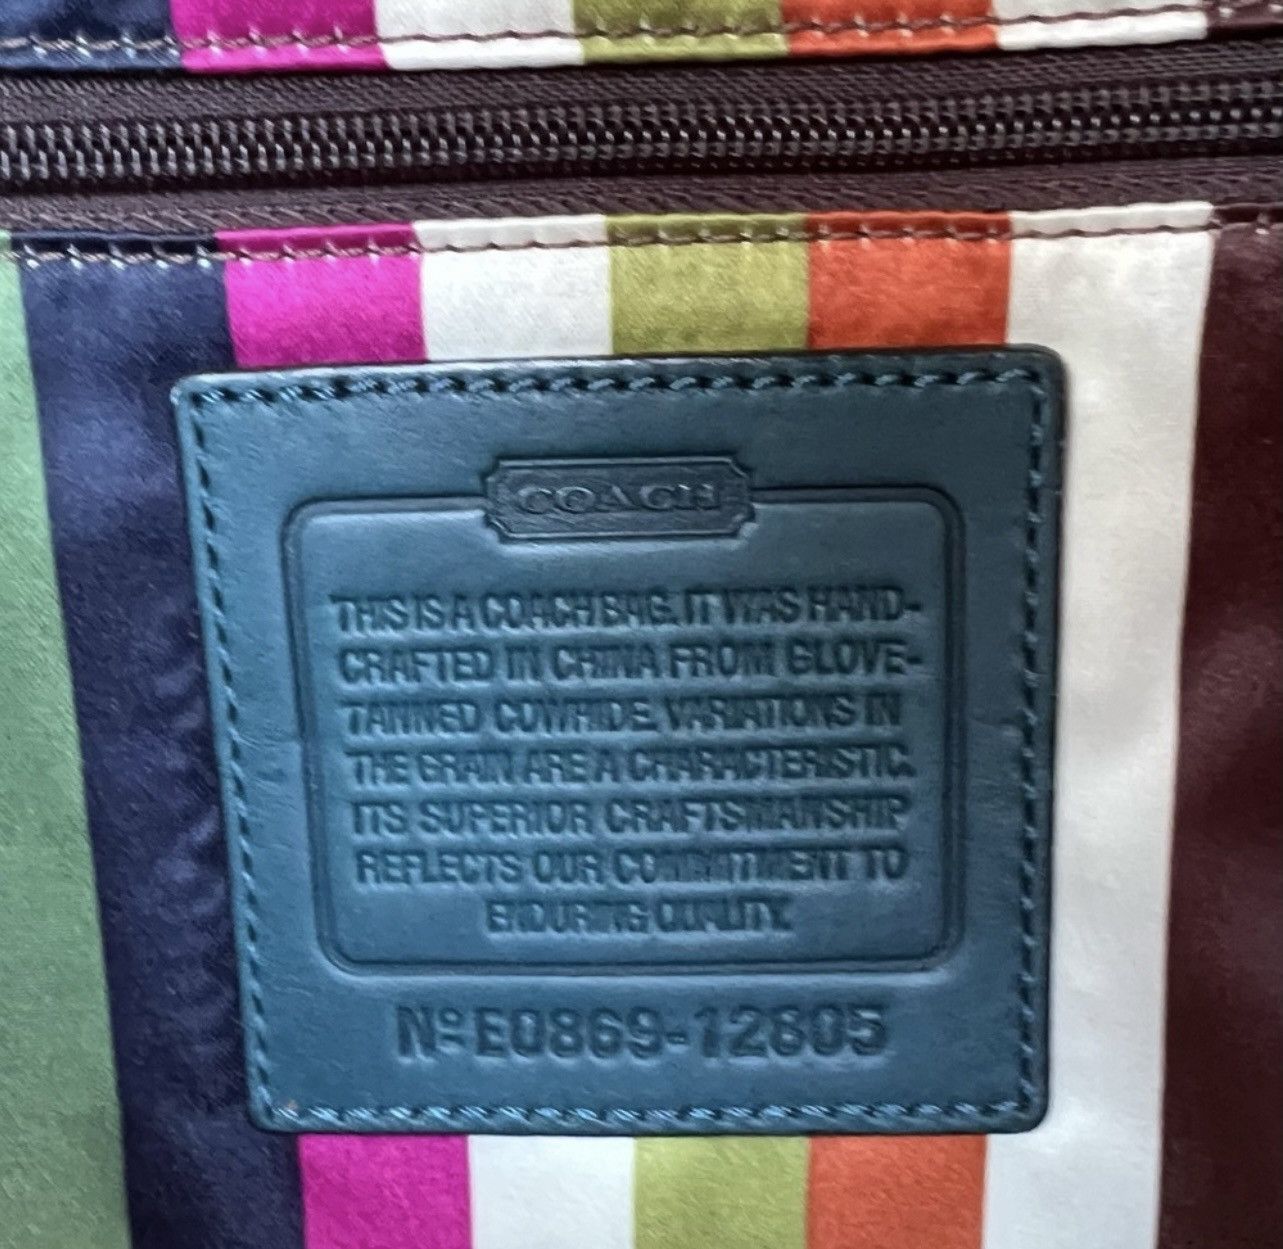 COACH
THIS IS A COACH BAG. IT WAS HAND-
CRAFTED IN CHINA FROM GLOVE-
TANNED COWHIDE. VARIATIONS IN
THE GRAIN ARE A CHARACTERISTIC.
ITS SUPERIOR CRAFTSMANSHIP
REFLECTS OUR COMMITMENT TO
ENDURING QUALITY.
Nº E0869-12805